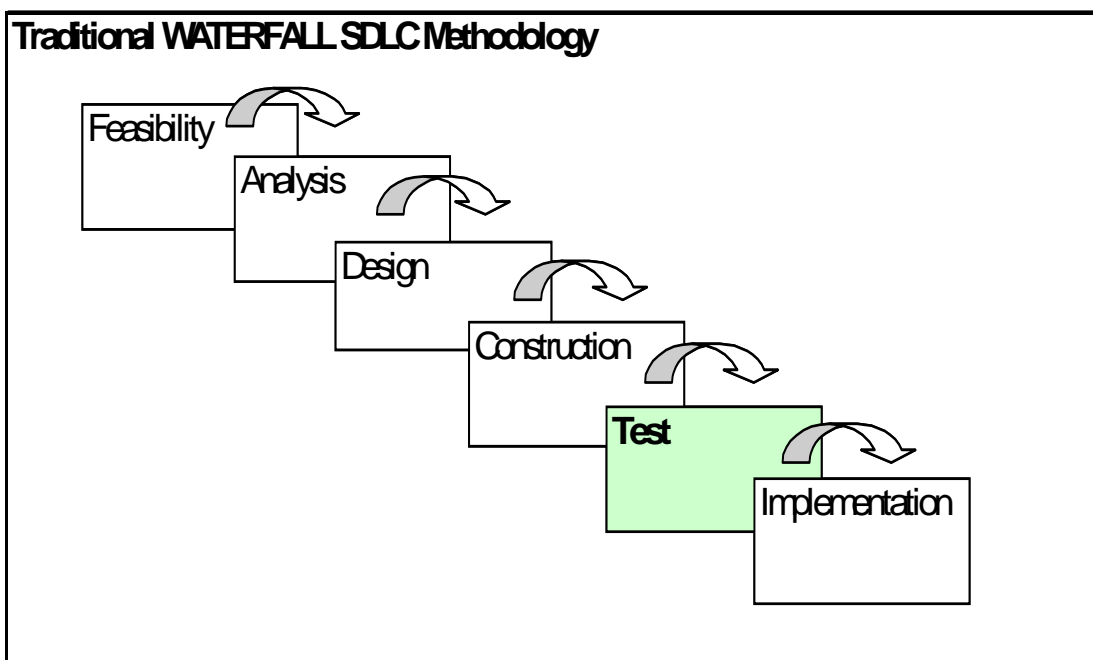 Traditional WATERFALL SDLC Methodology
Feasibility
Analysis
Design
Construction
Test
Implementation